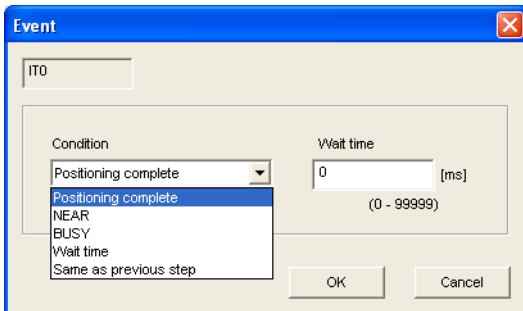 Event
IT0
Condition
Wait time
Positioning complete
0
[ms]
Positioning complete
(0 - 99999)
NEAR
BUSY
Wait time
Same as previous step
OK
Cancel